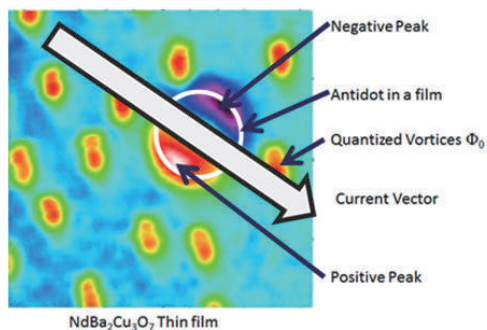 Negative Peak
Antidot in a film
Quantized Vortices Φ₀
Current Vector
Positive Peak
NdBa₂Cu₃O₇ Thin film